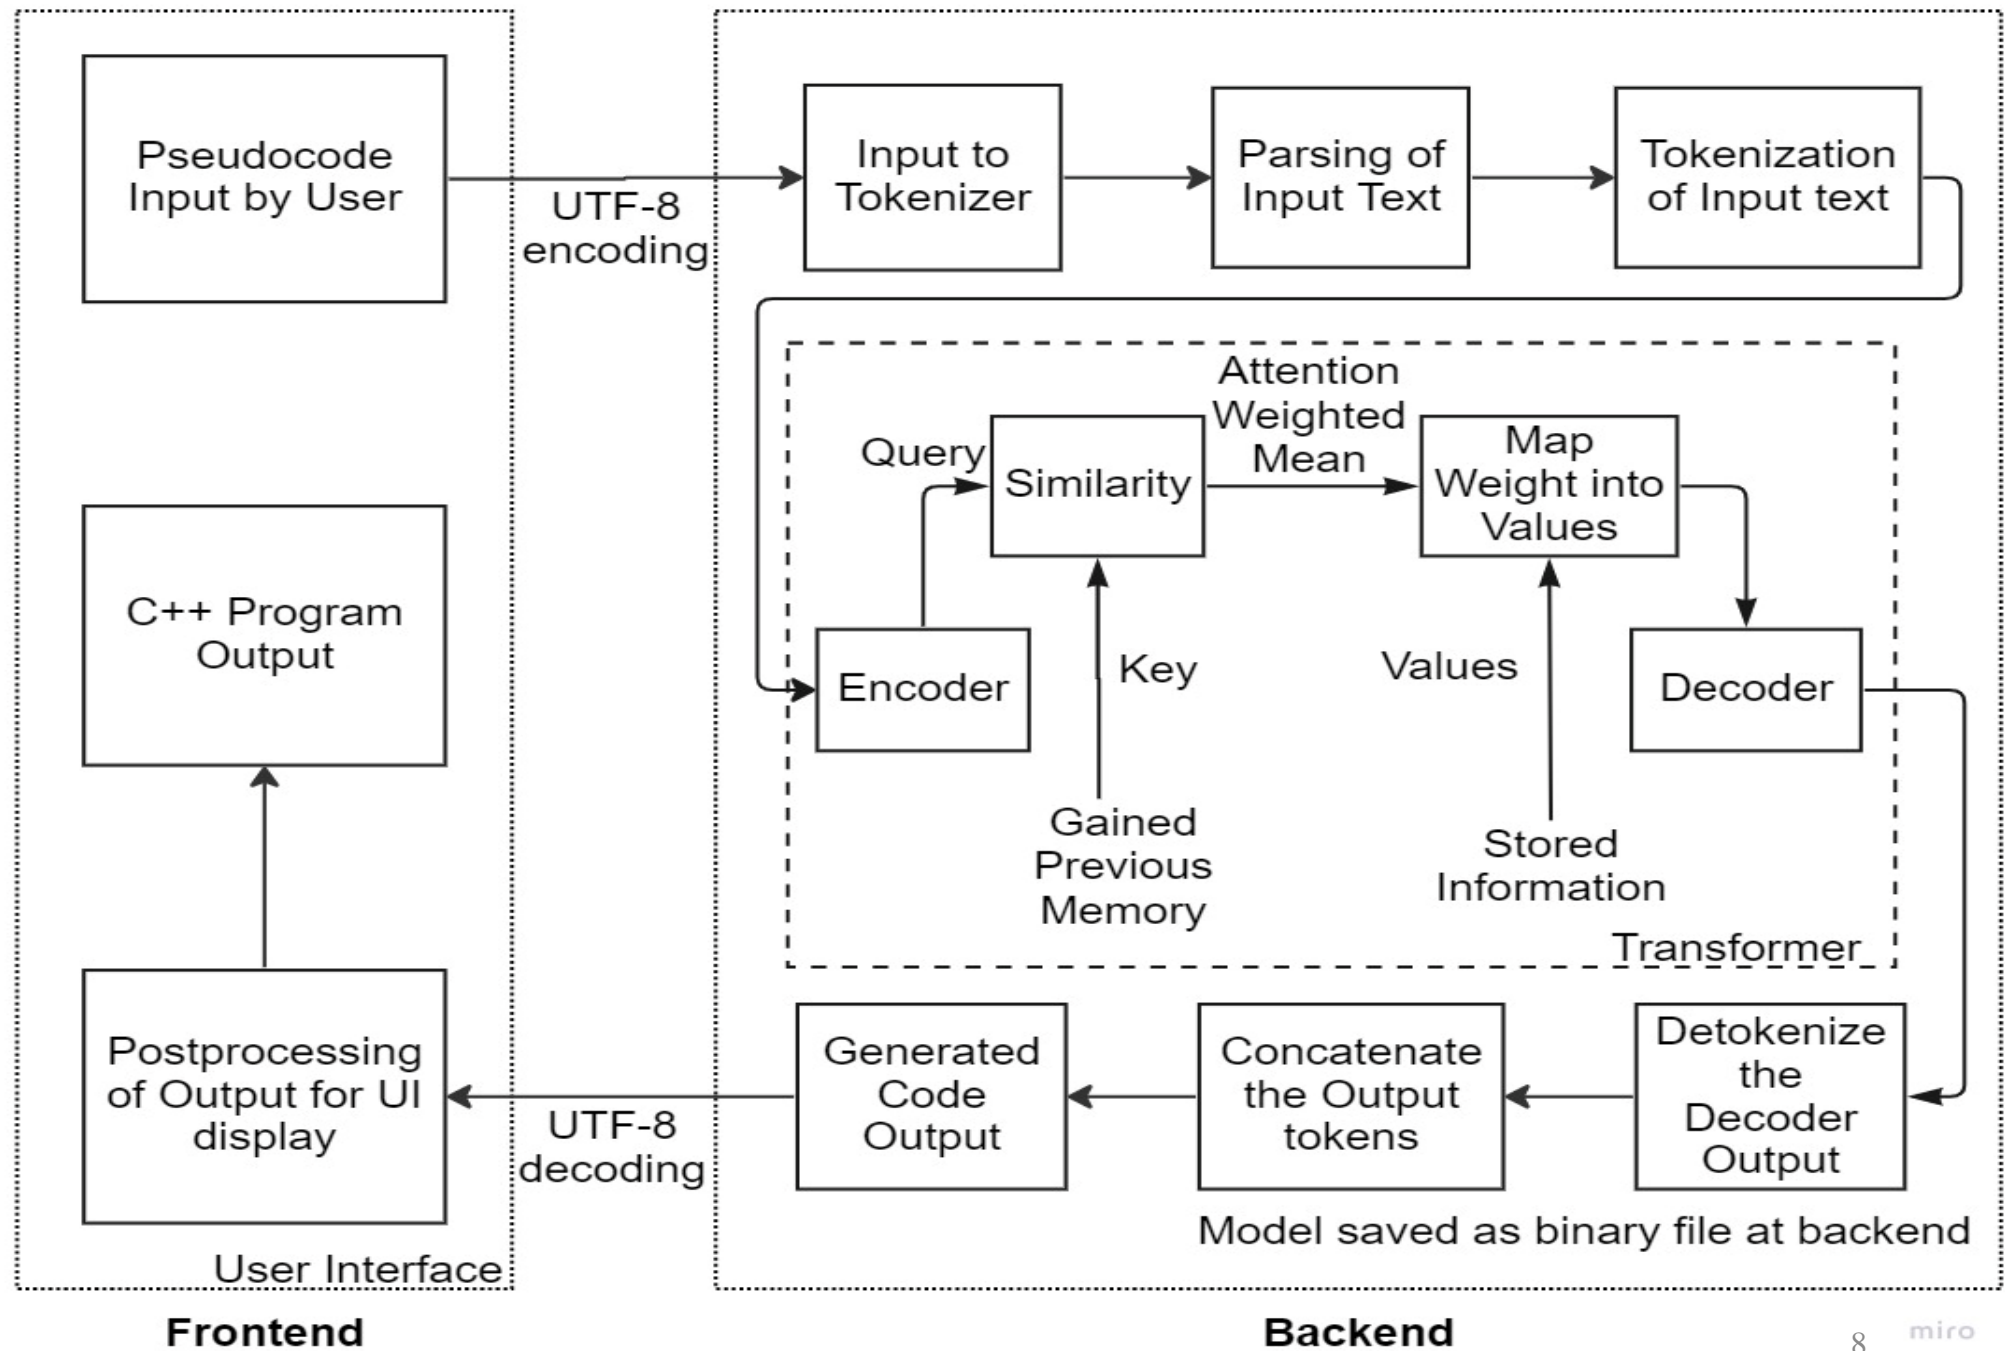 Pseudocode
Input by User
UTF-8
encoding
Input to
Tokenizer
Parsing of
Input Text
Tokenization
of Input text
Attention
Weighted
Mean
Query
Similarity
Map
Weight into
Values
C++ Program
Output
Encoder
Key
Values
Decoder
Gained
Previous
Memory
Stored
Information
Transformer
Postprocessing
of Output for UI
display
UTF-8
decoding
Generated
Code
Output
Concatenate
the Output
tokens
Detokenize
the
Decoder
Output
Model saved as binary file at backend
User Interface
Frontend
Backend
8
miro